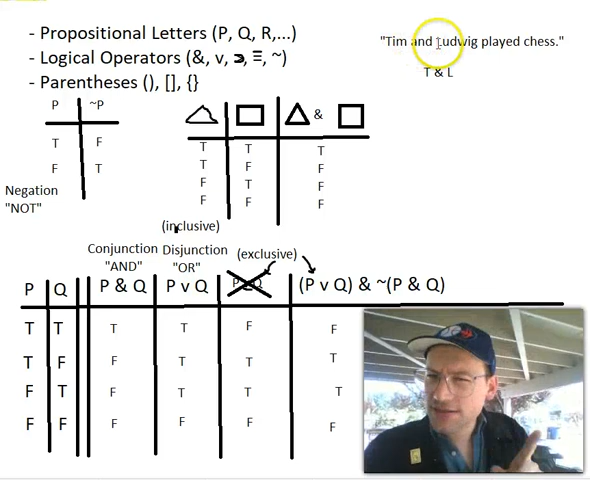 - Propositional Letters (P, Q, R,...)
- Logical Operators (&, v, ⊃, ≡, ~)
- Parentheses (), [], {}
"Tim and Ludwig played chess."
T & L
P ~P
T F
F T
Negation
"NOT"
&
T T T
T F F
F T F
F F F
(inclusive)
Conjunction Disjunction (exclusive)
"AND" "OR"
P Q P & Q P v Q (P v Q) & ~(P & Q)
T T T T F F
T F F T T T
F T F T T T
F F F F F F